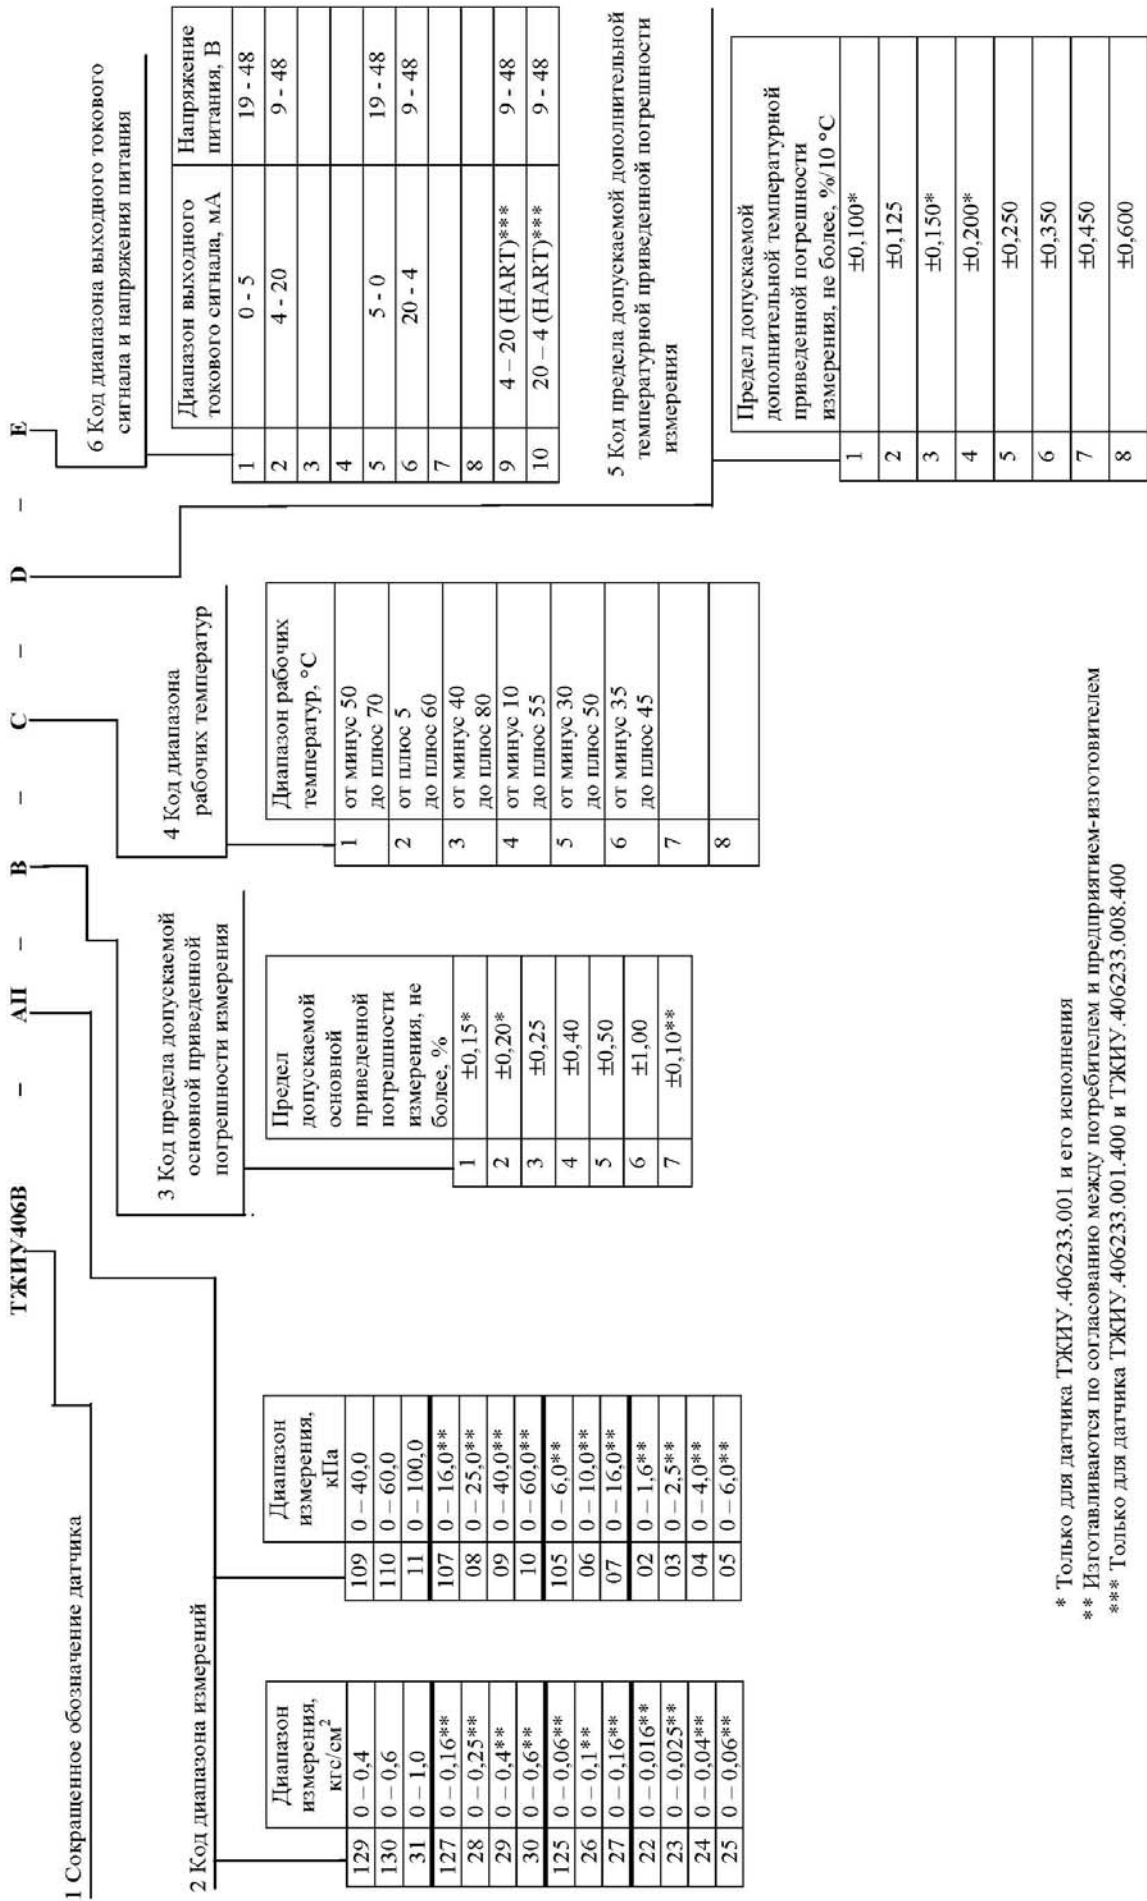 ТЖИУ406В – АП – В – С – D – Е
1 Сокращенное обозначение датчика
2 Код диапазона измерений
Диапазон
измерения,
кгс/см²
129 0 – 0,4
130 0 – 0,6
31 0 – 1,0
127 0 – 0,16**
28 0 – 0,25**
29 0 – 0,4**
30 0 – 0,6**
125 0 – 0,06**
26 0 – 0,1**
27 0 – 0,16**
22 0 – 0,016**
23 0 – 0,025**
24 0 – 0,04**
25 0 – 0,06**
Диапазон
измерения,
кПа
109 0 – 40,0
110 0 – 60,0
11 0 – 100,0
107 0 – 16,0**
08 0 – 25,0**
09 0 – 40,0**
10 0 – 60,0**
105 0 – 6,0**
06 0 – 10,0**
07 0 – 16,0**
02 0 – 1,6**
03 0 – 2,5**
04 0 – 4,0**
05 0 – 6,0**
3 Код предела допускаемой
основной приведенной
погрешности измерения
Предел
допускаемой
основной
приведенной
погрешности
измерения, не
более, %
1 ±0,15*
2 ±0,20*
3 ±0,25
4 ±0,40
5 ±0,50
6 ±1,00
7 ±0,10**
4 Код диапазона
рабочих температур
Диапазон рабочих
температур, °С
1 от минус 50
до плюс 70
2 от плюс 5
до плюс 60
3 от минус 40
до плюс 80
4 от минус 10
до плюс 55
5 от минус 30
до плюс 50
6 от минус 35
до плюс 45
7
8
6 Код диапазона выходного токового
сигнала и напряжения питания
Диапазон выходного
токового сигнала, мА
Напряжение
питания, В
1 0 - 5 19 - 48
2 4 - 20 9 - 48
3
4
5 5 - 0 19 - 48
6 20 - 4 9 - 48
7
8
9 4 – 20 (HART)*** 9 - 48
10 20 – 4 (HART)*** 9 - 48
5 Код предела допускаемой дополнительной
температурной приведенной погрешности
измерения
Предел допускаемой
дополнительной температурной
приведенной погрешности
измерения, не более, %/10 °С
1 ±0,100*
2 ±0,125
3 ±0,150*
4 ±0,200*
5 ±0,250
6 ±0,350
7 ±0,450
8 ±0,600
* Только для датчика ТЖИУ.406233.001 и его исполнения
** Изготавливаются по согласованию между потребителем и предприятием-изготовителем
*** Только для датчика ТЖИУ.406233.001.400 и ТЖИУ.406233.008.400